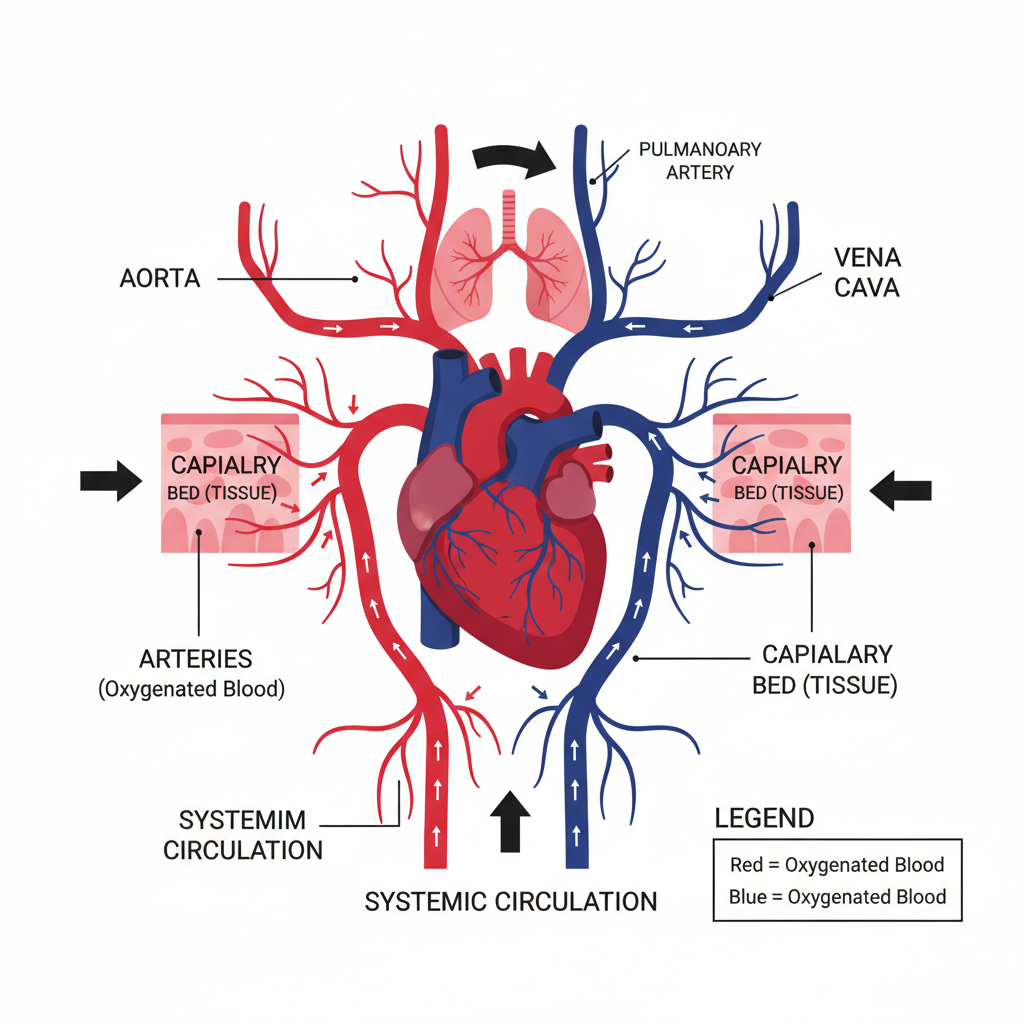 PULMANOARY
ARTERY
AORTA
VENA
CAVA
CAPIALRY
BED (TISSUE)
CAPIALRY
BED (TISSUE)
ARTERIES
(Oxygenated Blood)
CAPIALARY
BED (TISSUE)
SYSTEMIM
CIRCULATION
SYSTEMIC CIRCULATION
LEGEND
Red = Oxygenated Blood
Blue = Oxygenated Blood